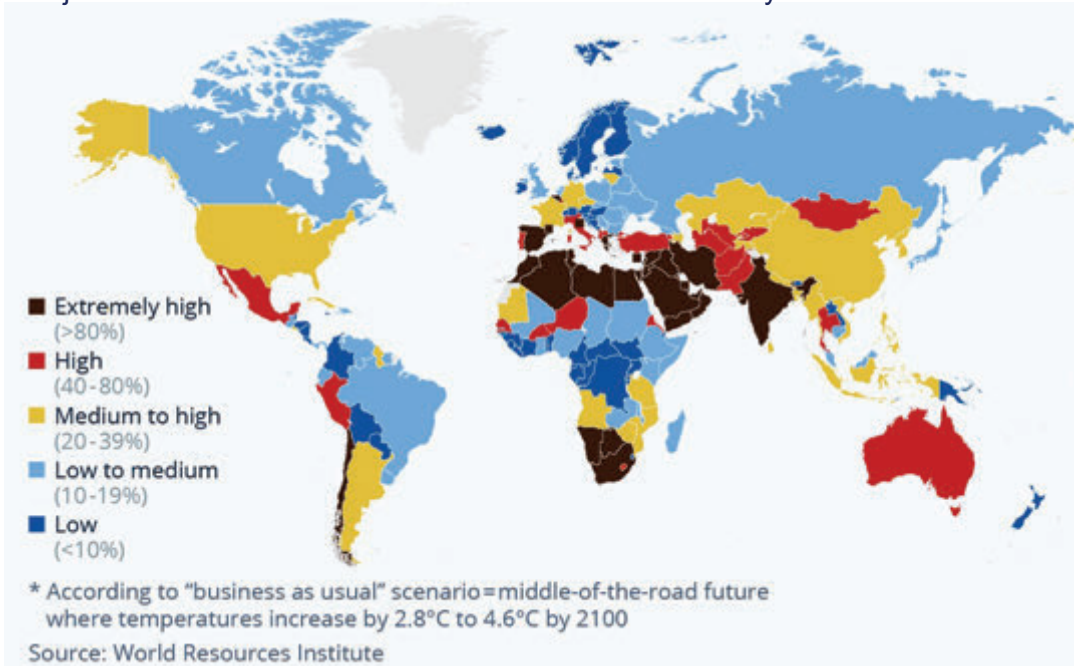 Extremely high
(>80%)
High
(40-80%)
Medium to high
(20-39%)
Low to medium
(10-19%)
Low
(<10%)
* According to “business as usual” scenario=middle-of-the-road future
where temperatures increase by 2.8°C to 4.6°C by 2100
Source: World Resources Institute